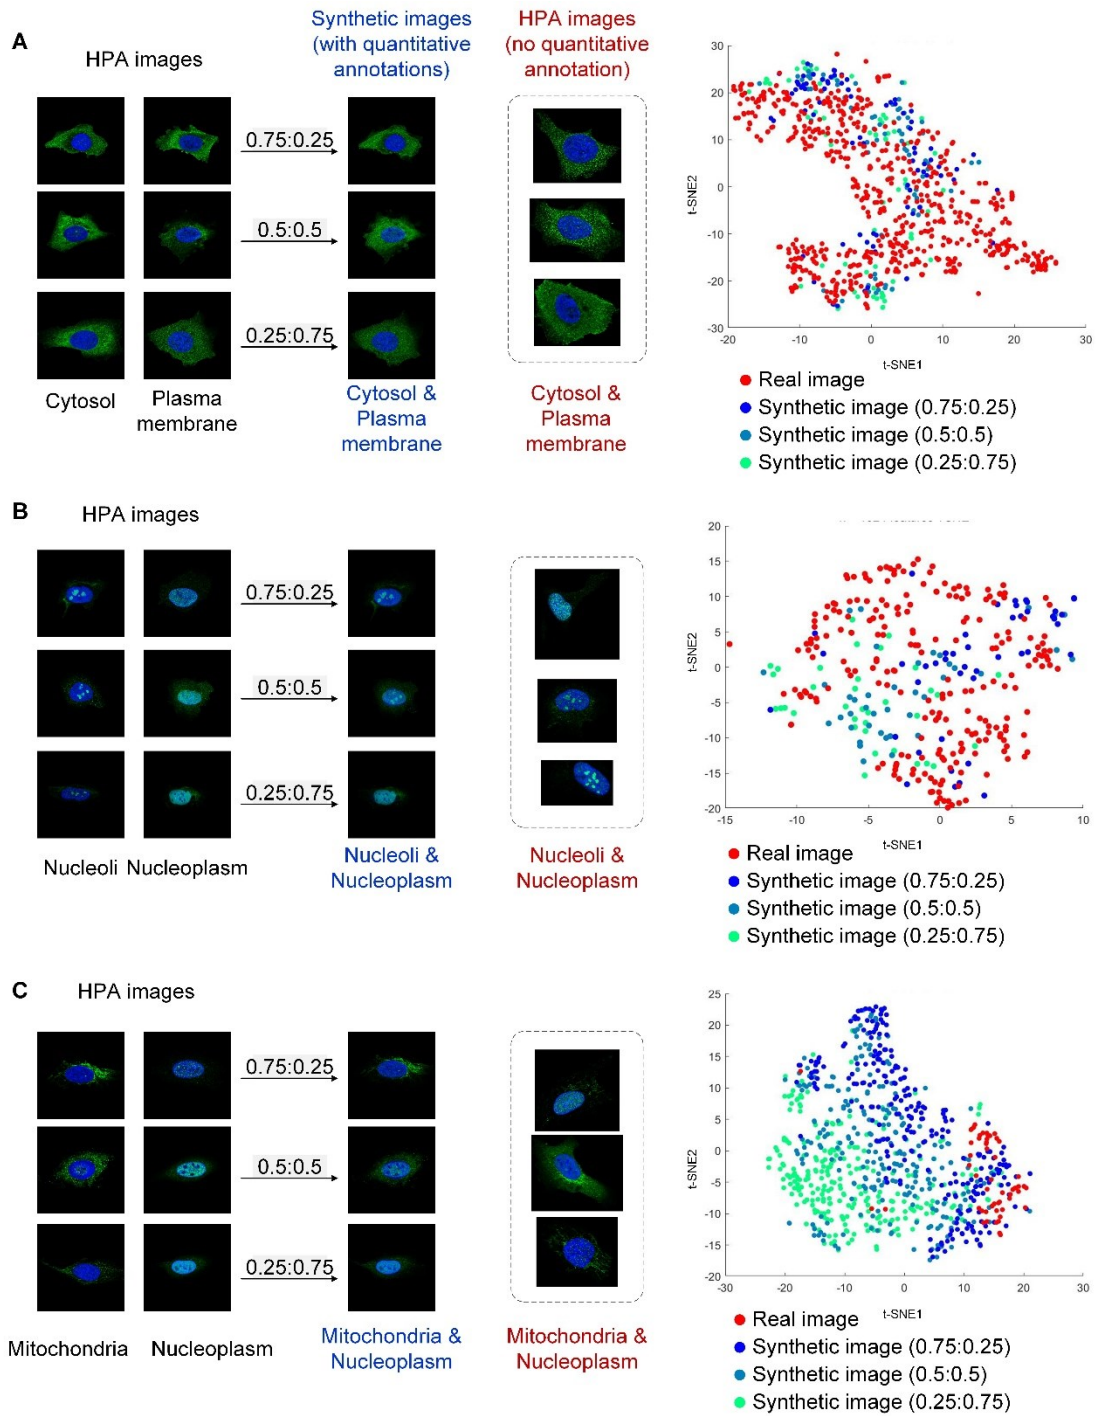 A
HPA images
Synthetic images
(with quantitative
annotations)
HPA images
(no quantitative
annotation)
0.75:0.25
0.5:0.5
0.25:0.75
Cytosol
Plasma
membrane
Cytosol &
Plasma
membrane
Cytosol &
Plasma
membrane
30
20
10
0
-10
-20
-30
t-SNE2
-20
-10
0
10
20
30
t-SNE1
Real image
Synthetic image (0.75:0.25)
Synthetic image (0.5:0.5)
Synthetic image (0.25:0.75)
B
HPA images
0.75:0.25
0.5:0.5
0.25:0.75
Nucleoli
Nucleoplasm
Nucleoli &
Nucleoplasm
Nucleoli &
Nucleoplasm
20
15
10
5
0
-5
-10
-15
-20
t-SNE2
-15
-10
-5
0
5
10
t-SNE1
Real image
Synthetic image (0.75:0.25)
Synthetic image (0.5:0.5)
Synthetic image (0.25:0.75)
C
HPA images
0.75:0.25
0.5:0.5
0.25:0.75
Mitochondria
Nucleoplasm
Mitochondria &
Nucleoplasm
Mitochondria &
Nucleoplasm
25
20
15
10
5
0
-5
-10
-15
-20
t-SNE2
-30
-20
-10
0
10
20
30
t-SNE1
Real image
Synthetic image (0.75:0.25)
Synthetic image (0.5:0.5)
Synthetic image (0.25:0.75)